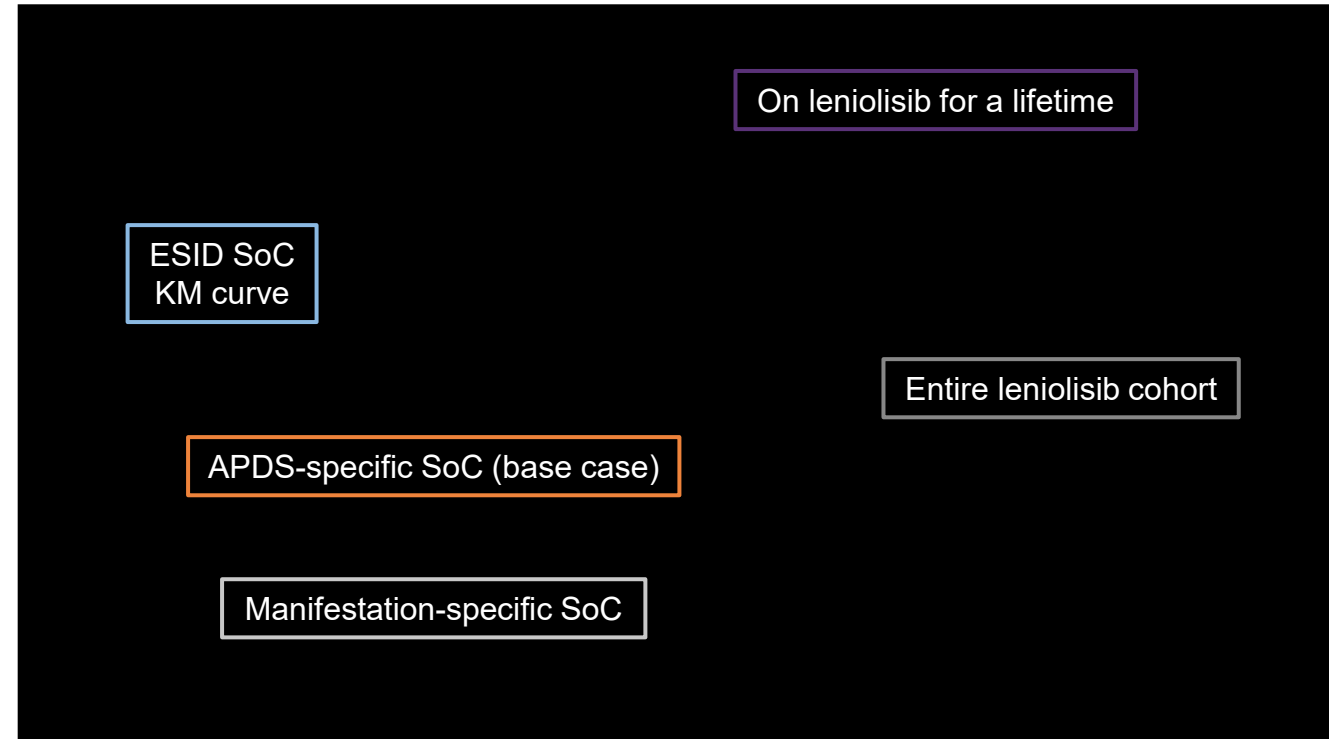 On leniolisib for a lifetime
ESID SoC
KM curve
Entire leniolisib cohort
APDS-specific SoC (base case)
Manifestation-specific SoC